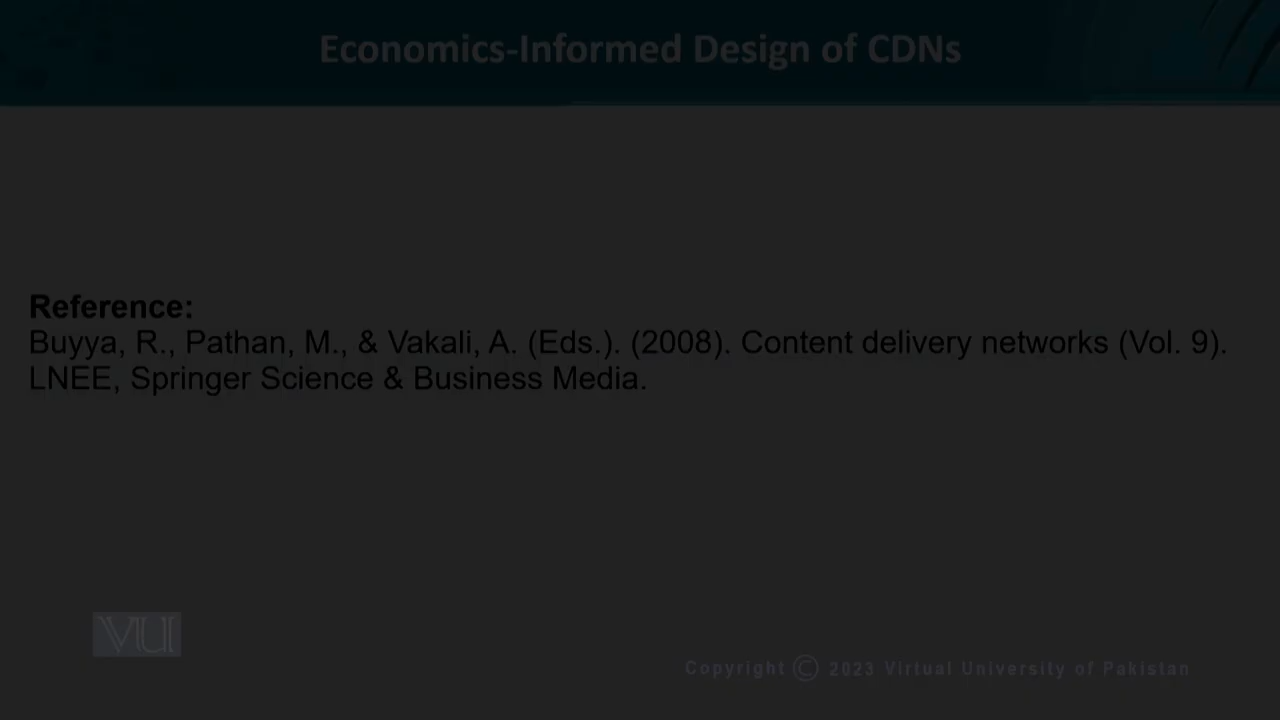 Economics-Informed Design of CDNs
Reference:
Buyya, R., Pathan, M., & Vakali, A. (Eds.). (2008). Content delivery networks (Vol. 9).
LNEE, Springer Science & Business Media.
VU
Copyright © 2023 Virtual University of Pakistan